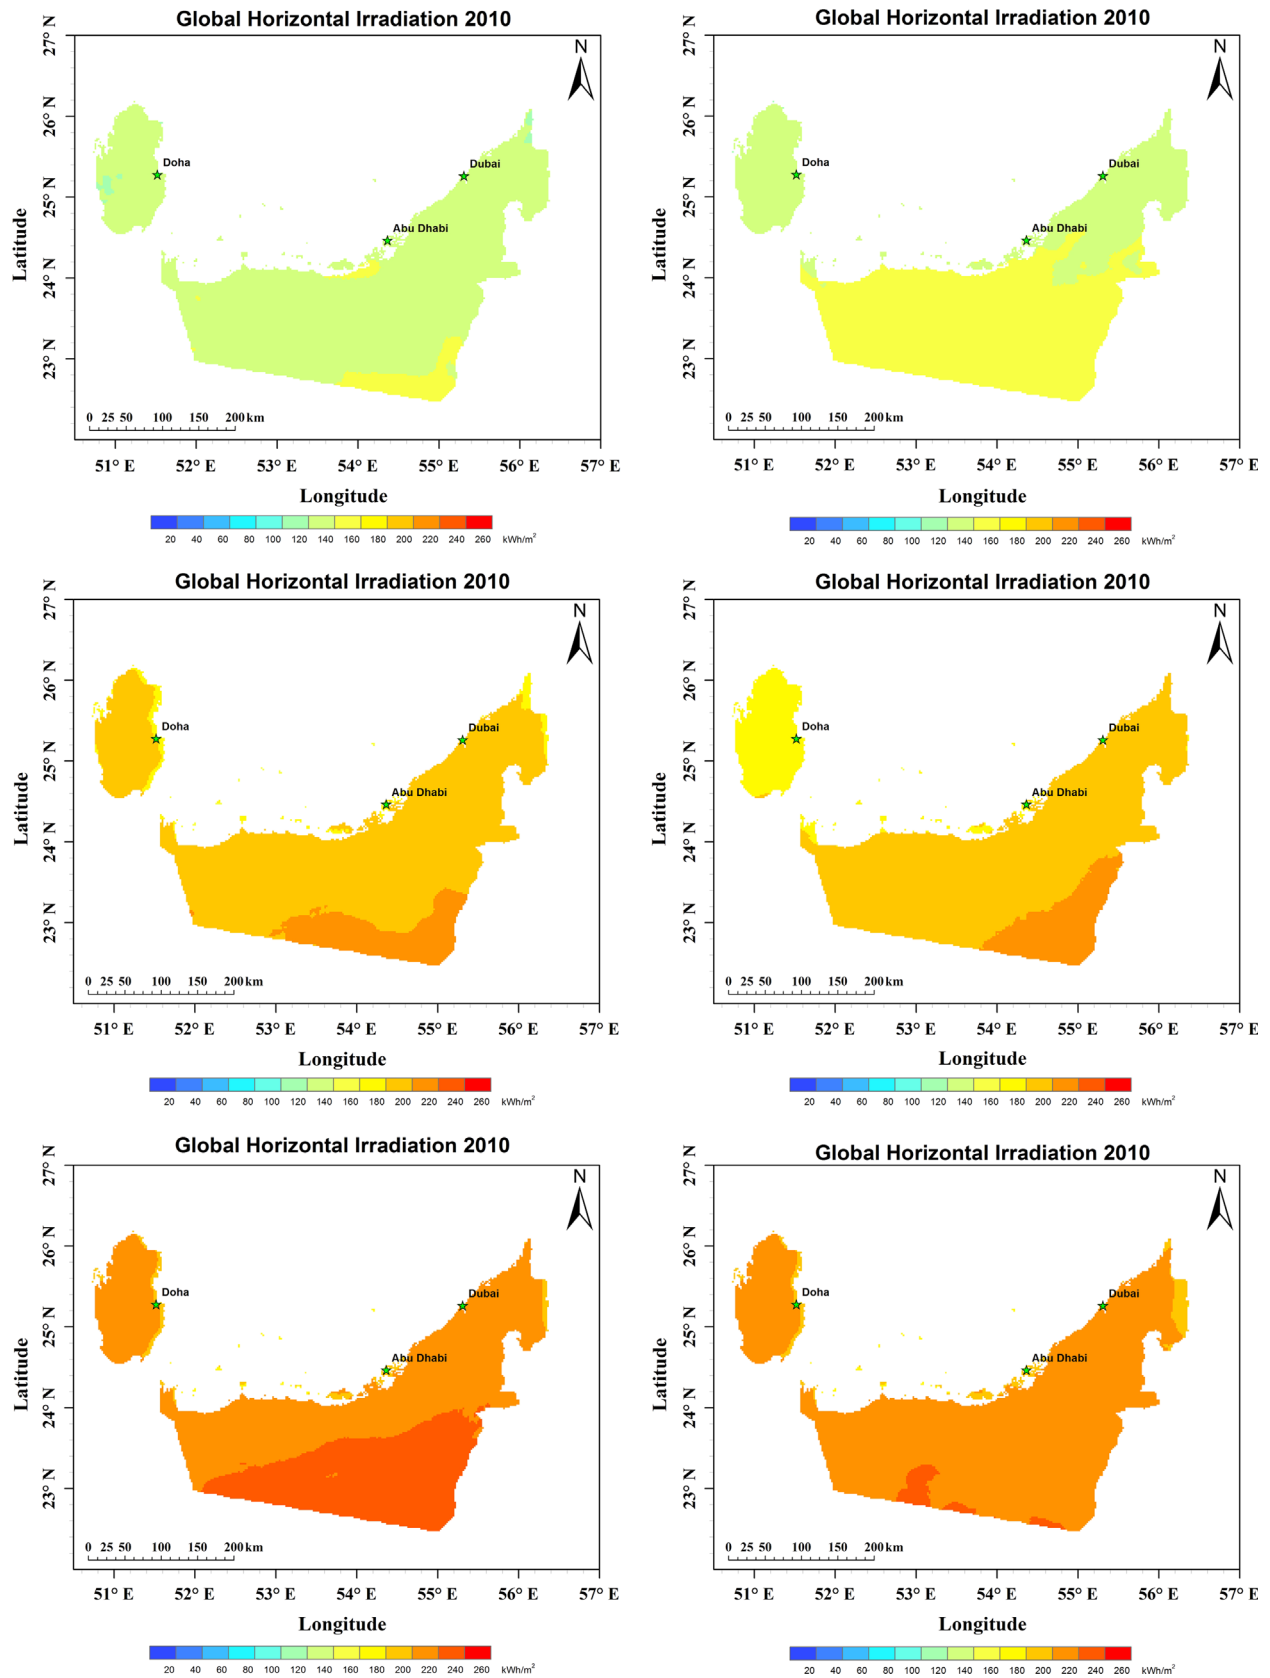 Global Horizontal Irradiation 2010
27° N
26° N
25° N
24° N
23° N
Latitude
N
Doha
Dubai
Abu Dhabi
0 25 50 100 150 200 km
51° E 52° E 53° E 54° E 55° E 56° E 57° E
Longitude
20 40 60 80 100 120 140 160 180 200 220 240 260 kWh/m²
Global Horizontal Irradiation 2010
27° N
26° N
25° N
24° N
23° N
Latitude
N
Doha
Dubai
Abu Dhabi
0 25 50 100 150 200 km
51° E 52° E 53° E 54° E 55° E 56° E 57° E
Longitude
20 40 60 80 100 120 140 160 180 200 220 240 260 kWh/m²
Global Horizontal Irradiation 2010
27° N
26° N
25° N
24° N
23° N
Latitude
N
Doha
Dubai
Abu Dhabi
0 25 50 100 150 200 km
51° E 52° E 53° E 54° E 55° E 56° E 57° E
Longitude
20 40 60 80 100 120 140 160 180 200 220 240 260 kWh/m²
Global Horizontal Irradiation 2010
27° N
26° N
25° N
24° N
23° N
Latitude
N
Doha
Dubai
Abu Dhabi
0 25 50 100 150 200 km
51° E 52° E 53° E 54° E 55° E 56° E 57° E
Longitude
20 40 60 80 100 120 140 160 180 200 220 240 260 kWh/m²
Global Horizontal Irradiation 2010
27° N
26° N
25° N
24° N
23° N
Latitude
N
Doha
Dubai
Abu Dhabi
0 25 50 100 150 200 km
51° E 52° E 53° E 54° E 55° E 56° E 57° E
Longitude
20 40 60 80 100 120 140 160 180 200 220 240 260 kWh/m²
Global Horizontal Irradiation 2010
27° N
26° N
25° N
24° N
23° N
Latitude
N
Doha
Dubai
Abu Dhabi
0 25 50 100 150 200 km
51° E 52° E 53° E 54° E 55° E 56° E 57° E
Longitude
20 40 60 80 100 120 140 160 180 200 220 240 260 kWh/m²